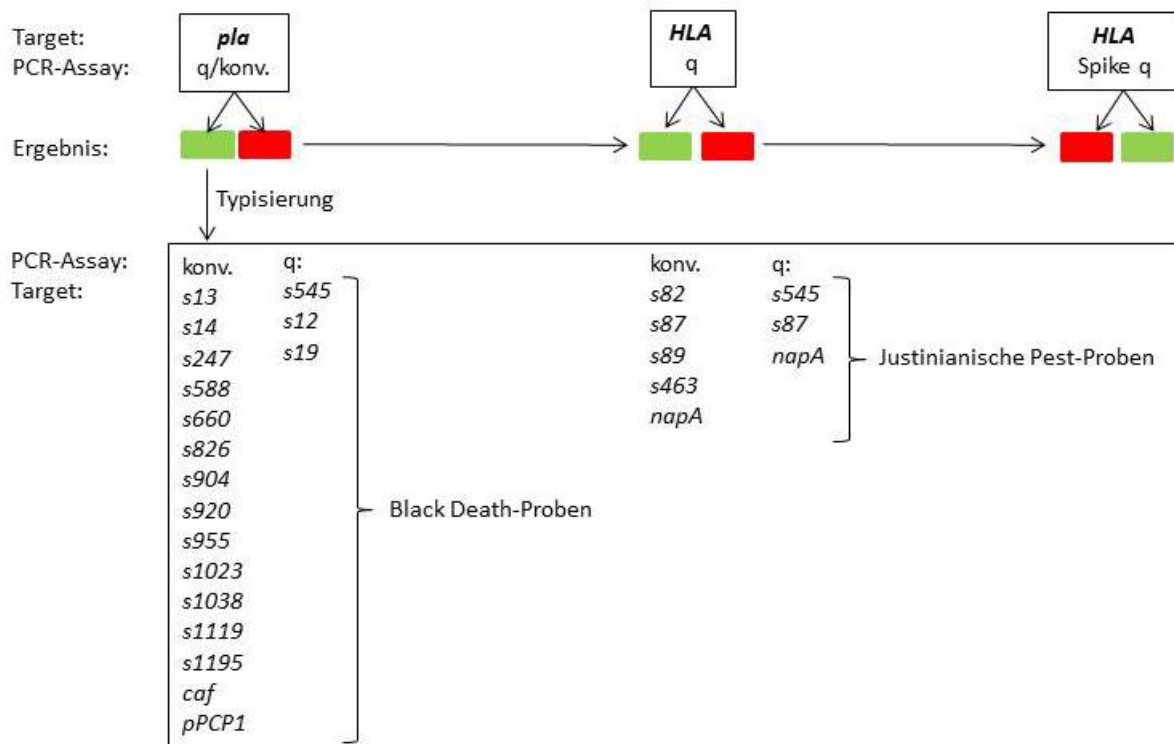 Target: pla HLA HLA
PCR-Assay: q/konv. q Spike q
Ergebnis:
Typisierung
PCR-Assay: konv. q: konv. q:
Target: s13 s545 s82 s545
s14 s12 s87 s87
s247 s19 s89 napA Justinianische Pest-Proben
s588 s463
s660 napA
s826
s904
s920 Black Death-Proben
s955
s1023
s1038
s1119
s1195
caf
pPCP1